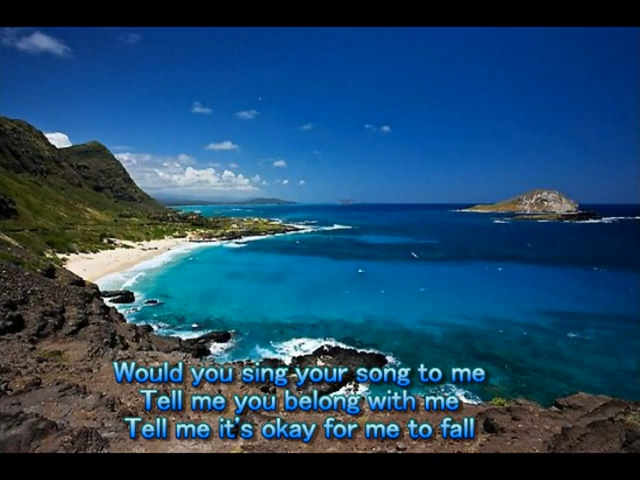 Would you sing your song to me
Tell me you belong with me
Tell me it's okay for me to fall